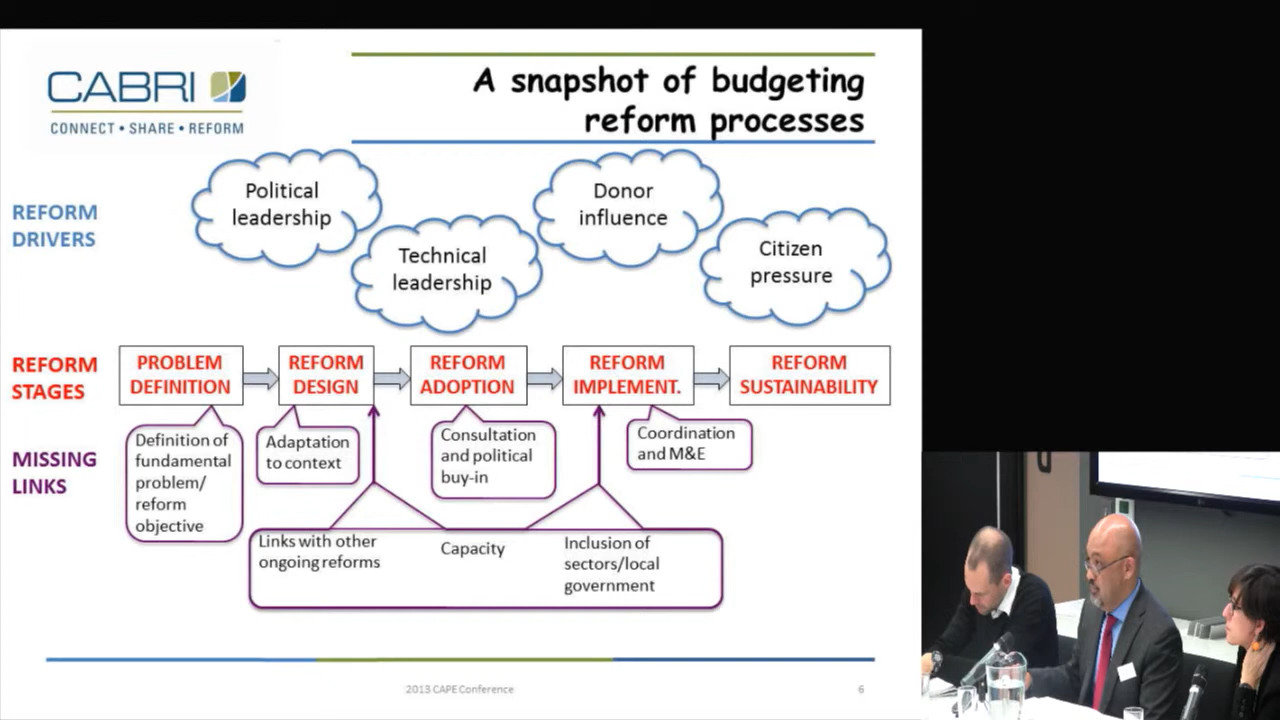 CABRI
CONNECT • SHARE • REFORM
A snapshot of budgeting
reform processes
REFORM
DRIVERS
Political
leadership
Technical
leadership
Donor
influence
Citizen
pressure
REFORM
STAGES
PROBLEM
DEFINITION
REFORM
DESIGN
REFORM
ADOPTION
REFORM
IMPLEMENT.
REFORM
SUSTAINABILITY
MISSING
LINKS
Definition of
fundamental
problem/
reform
objective
Adaptation
to context
Consultation
and political
buy-in
Coordination
and M&E
Links with other
ongoing reforms
Capacity
Inclusion of
sectors/local
government
2013 CAPE Conference
6